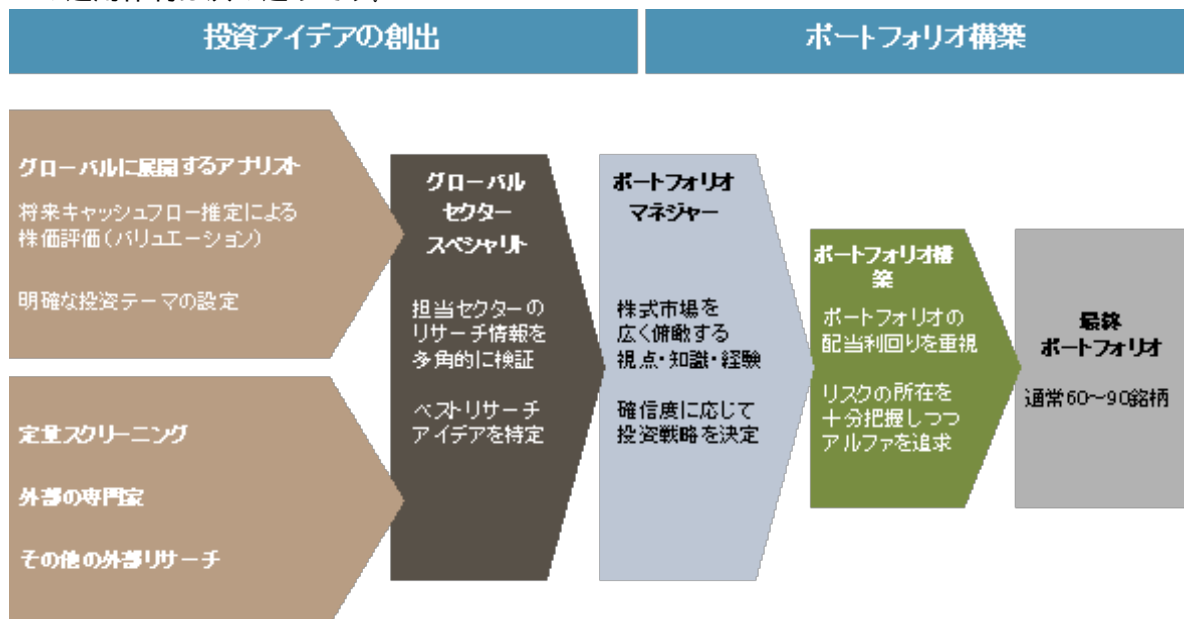 投資アイデアの創出
ポートフォリオ構築
グローバルに展開するアナリスト
将来キャッシュフロー推定による
株価評価(バリュエーション)
明確な投資テーマの設定
定量スクリーニング
外部の専門家
その他の外部リサーチ
グローバル
セクター
スペシャリスト
担当セクターの
リサーチ情報を
多角的に検証
ベストリサーチ
アイデアを特定
ポートフォリオ
マネジャー
株式市場を
広く俯瞰する
視点・知識・経験
確信度に応じて
投資戦略を決定
ポートフォリオ構
築
ポートフォリオの
配当利回りを重視
リスクの所在を
十分把握しつつ
アルファを追求
最終
ポートフォリオ
通常60~90銘柄